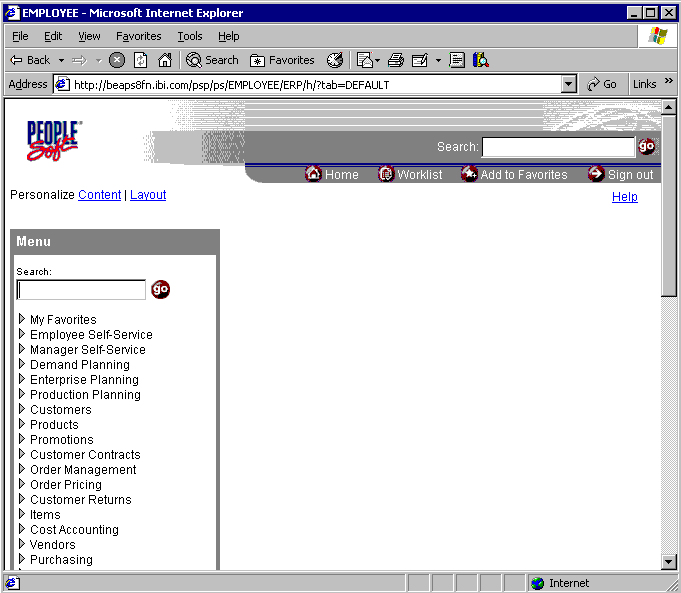 EMPLOYEE - Microsoft Internet Explorer
File Edit View Favorites Tools Help
Back Search Favorites
Address http://beaps8fn.ibi.com/psp/ps/EMPLOYEE/ERP/h/?tab=DEFAULT Go Links »
PEOPLE
Soft
Search: go
Home Worklist Add to Favorites Sign out
Personalize Content | Layout Help
Menu
Search:
go
My Favorites
Employee Self-Service
Manager Self-Service
Demand Planning
Enterprise Planning
Production Planning
Customers
Products
Promotions
Customer Contracts
Order Management
Order Pricing
Customer Returns
Items
Cost Accounting
Vendors
Purchasing
Internet